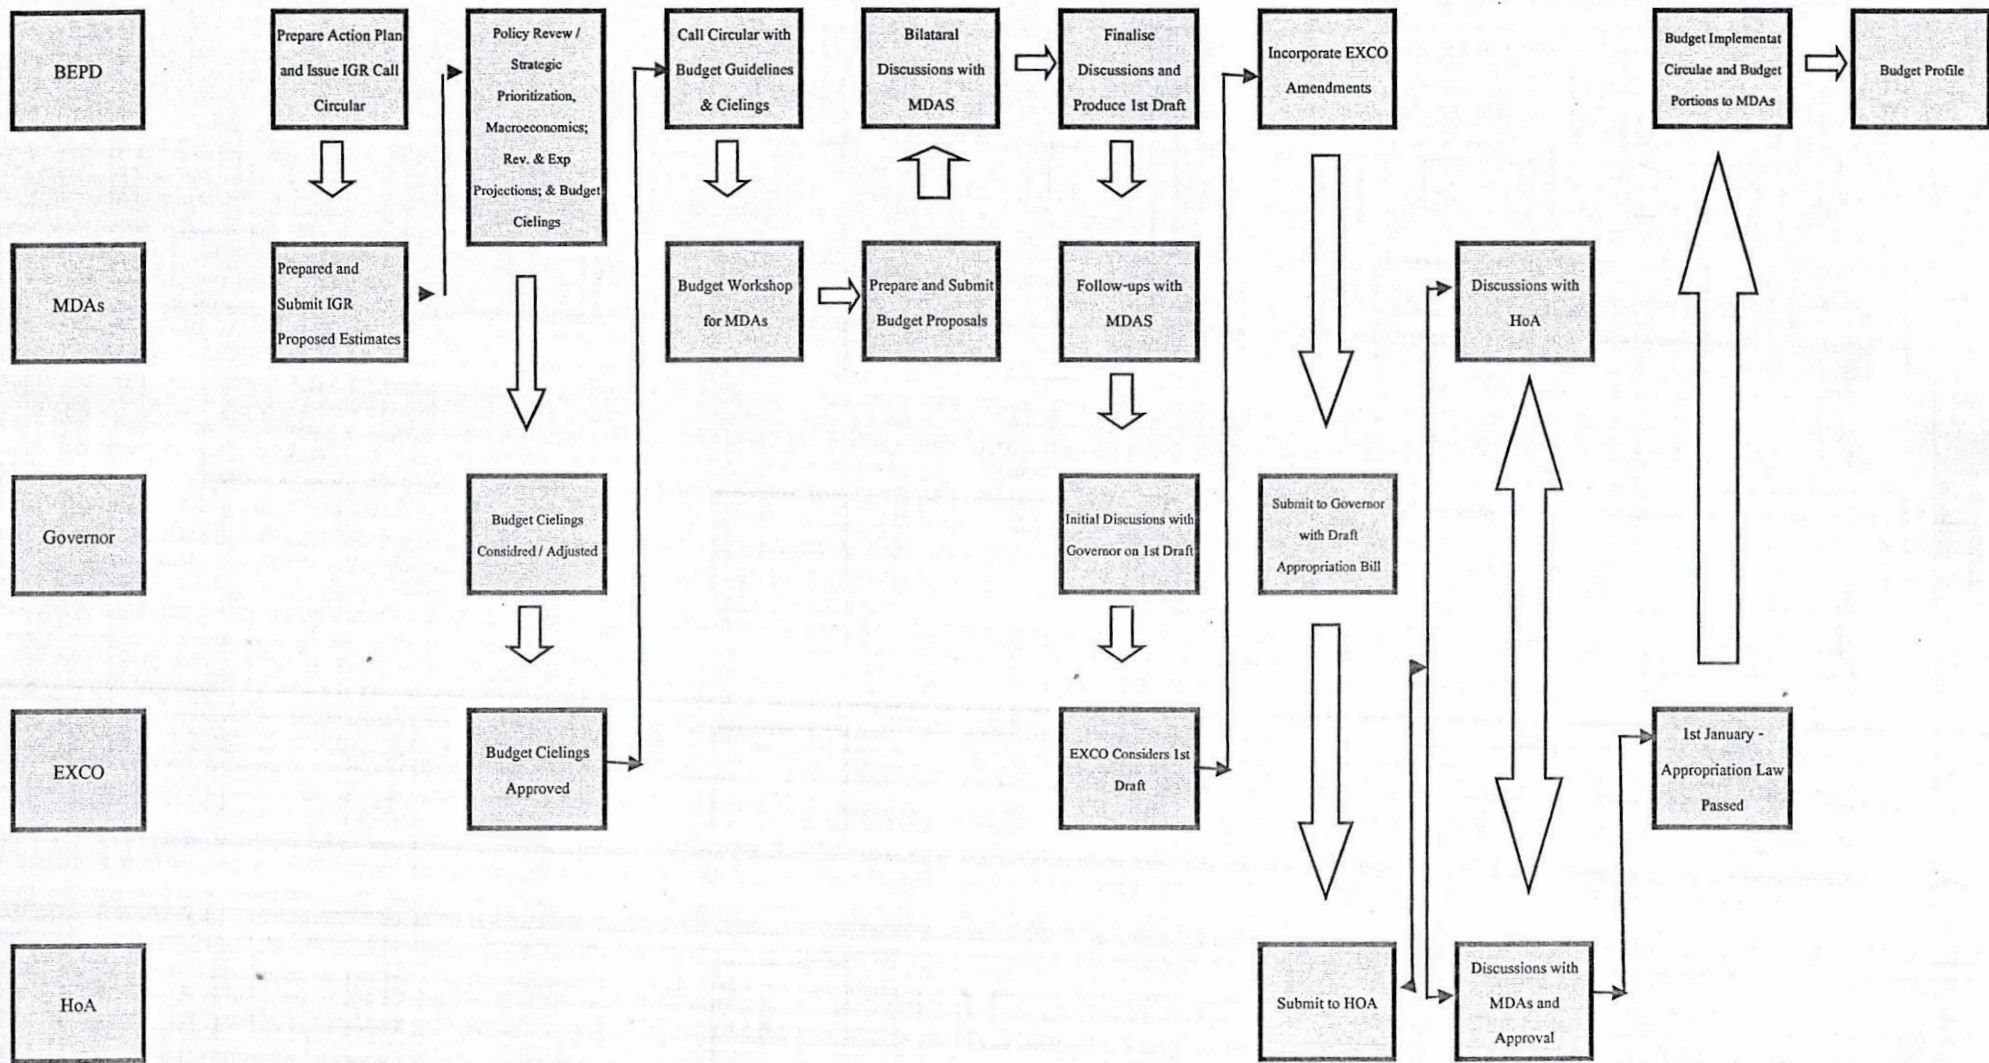 BEPD
Prepare Action Plan
and Issue IGR Call
Circular
Policy Revew /
Strategic
Prioritization,
Macroeconomics;
Rev. & Exp
Projections; & Budget
Cielings
Call Circular with
Budget Guidelines
& Cielings
Bilataral
Discussions with
MDAS
Finalise
Discussions and
Produce 1st Draft
Incorporate EXCO
Amendments
Budget Implementat
Circulae and Budget
Portions to MDAs
Budget Profile
MDAs
Prepared and
Submit IGR
Proposed Estimates
Budget Workshop
for MDAs
Prepare and Submit
Budget Proposals
Follow-ups with
MDAS
Discussions with
HoA
Governor
Budget Cielings
Considred / Adjusted
Initial Discusions with
Governor on 1st Draft
Submit to Governor
with Draft
Appropriation Bill
EXCO
Budget Cielings
Approved
EXCO Considers 1st
Draft
1st January -
Appropriation Law
Passed
HoA
Submit to HOA
Discussions with
MDAs and
Approval